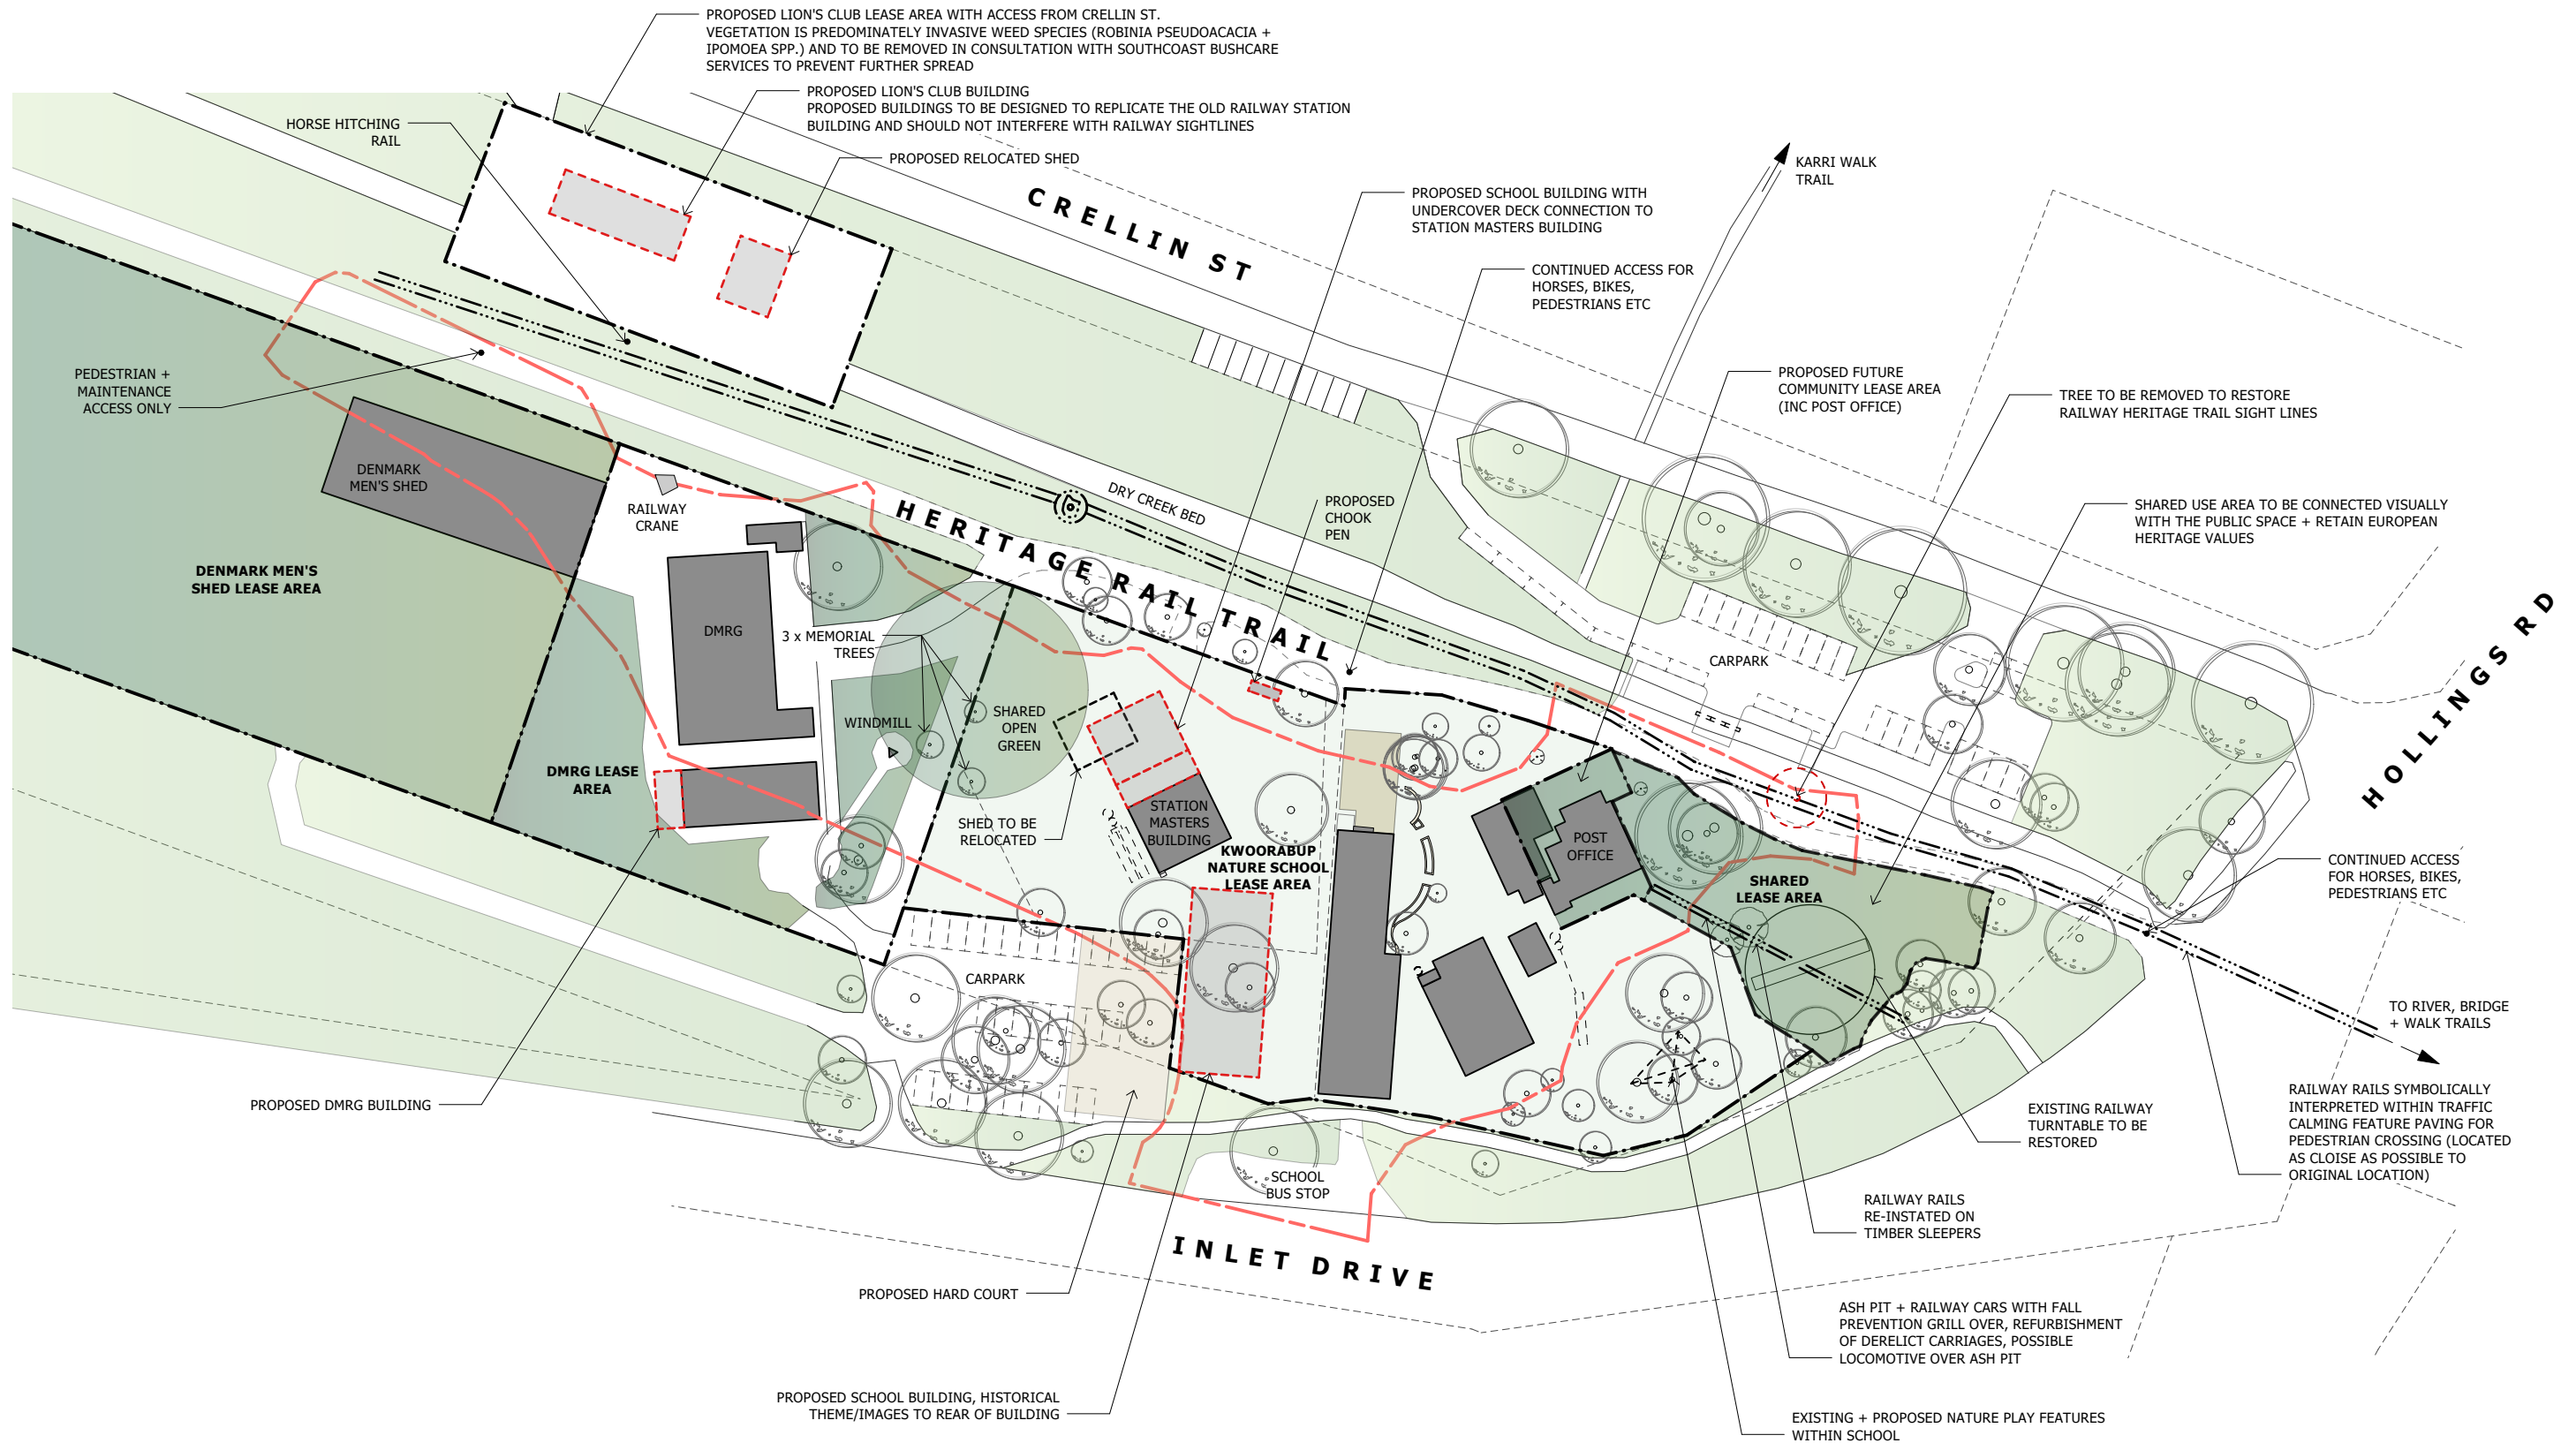 PROPOSED LION'S CLUB LEASE AREA WITH ACCESS FROM CRELLIN ST.
VEGETATION IS PREDOMINATELY INVASIVE WEED SPECIES (ROBINIA PSEUDOACACIA +
IPOMOEA SPP.) AND TO BE REMOVED IN CONSULTATION WITH SOUTHCOAST BUSHCARE
SERVICES TO PREVENT FURTHER SPREAD
PROPOSED LION'S CLUB BUILDING
PROPOSED BUILDINGS TO BE DESIGNED TO REPLICATE THE OLD RAILWAY STATION
BUILDING AND SHOULD NOT INTERFERE WITH RAILWAY SIGHTLINES
HORSE HITCHING
RAIL
PROPOSED RELOCATED SHED
KARRI WALK
TRAIL
PROPOSED SCHOOL BUILDING WITH
UNDERCOVER DECK CONNECTION TO
STATION MASTERS BUILDING
CRELLIN ST
CONTINUED ACCESS FOR
HORSES, BIKES,
PEDESTRIANS ETC
PEDESTRIAN +
MAINTENANCE
ACCESS ONLY
PROPOSED FUTURE
COMMUNITY LEASE AREA
(INC POST OFFICE)
TREE TO BE REMOVED TO RESTORE
RAILWAY HERITAGE TRAIL SIGHT LINES
DENMARK
MEN'S SHED
RAILWAY
CRANE
DRY CREEK BED
PROPOSED
CHOOK
PEN
SHARED USE AREA TO BE CONNECTED VISUALLY
WITH THE PUBLIC SPACE + RETAIN EUROPEAN
HERITAGE VALUES
HERITAGE RAIL TRAIL
DENMARK MEN'S
SHED LEASE AREA
DMRG
3 x MEMORIAL
TREES
CARPARK
HOLLINGS RD
WINDMILL
SHARED
OPEN
GREEN
DMRG LEASE
AREA
SHED TO BE
RELOCATED
STATION
MASTERS
BUILDING
POST
OFFICE
KWOORABUP
NATURE SCHOOL
LEASE AREA
SHARED
LEASE AREA
CONTINUED ACCESS
FOR HORSES, BIKES,
PEDESTRIANS ETC
CARPARK
TO RIVER, BRIDGE
+ WALK TRAILS
PROPOSED DMRG BUILDING
EXISTING RAILWAY
TURNTABLE TO BE
RESTORED
RAILWAY RAILS SYMBOLICALLY
INTERPRETED WITHIN TRAFFIC
CALMING FEATURE PAVING FOR
PEDESTRIAN CROSSING (LOCATED
AS CLOISE AS POSSIBLE TO
ORIGINAL LOCATION)
SCHOOL
BUS STOP
RAILWAY RAILS
RE-INSTATED ON
TIMBER SLEEPERS
INLET DRIVE
PROPOSED HARD COURT
ASH PIT + RAILWAY CARS WITH FALL
PREVENTION GRILL OVER, REFURBISHMENT
OF DERELICT CARRIAGES, POSSIBLE
LOCOMOTIVE OVER ASH PIT
PROPOSED SCHOOL BUILDING, HISTORICAL
THEME/IMAGES TO REAR OF BUILDING
EXISTING + PROPOSED NATURE PLAY FEATURES
WITHIN SCHOOL